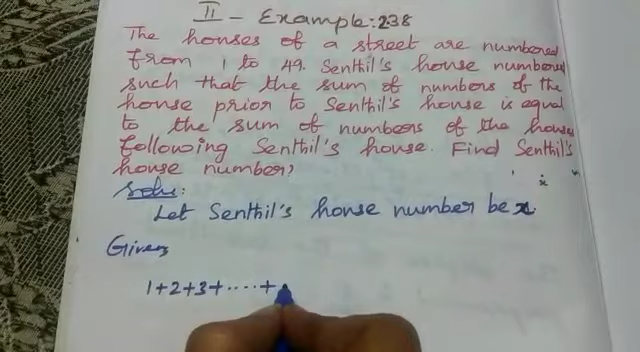 II - Example: 238
The houses of a street are numbered
from 1 to 49. Senthil's house numbered
such that the sum of numbers of the
house prior to Senthil's house is equal
to the sum of numbers of the houses
following Senthil's house. Find Senthil's
house number?
Solu:
Let Senthil's house number be x
Given
1+2+3+....+